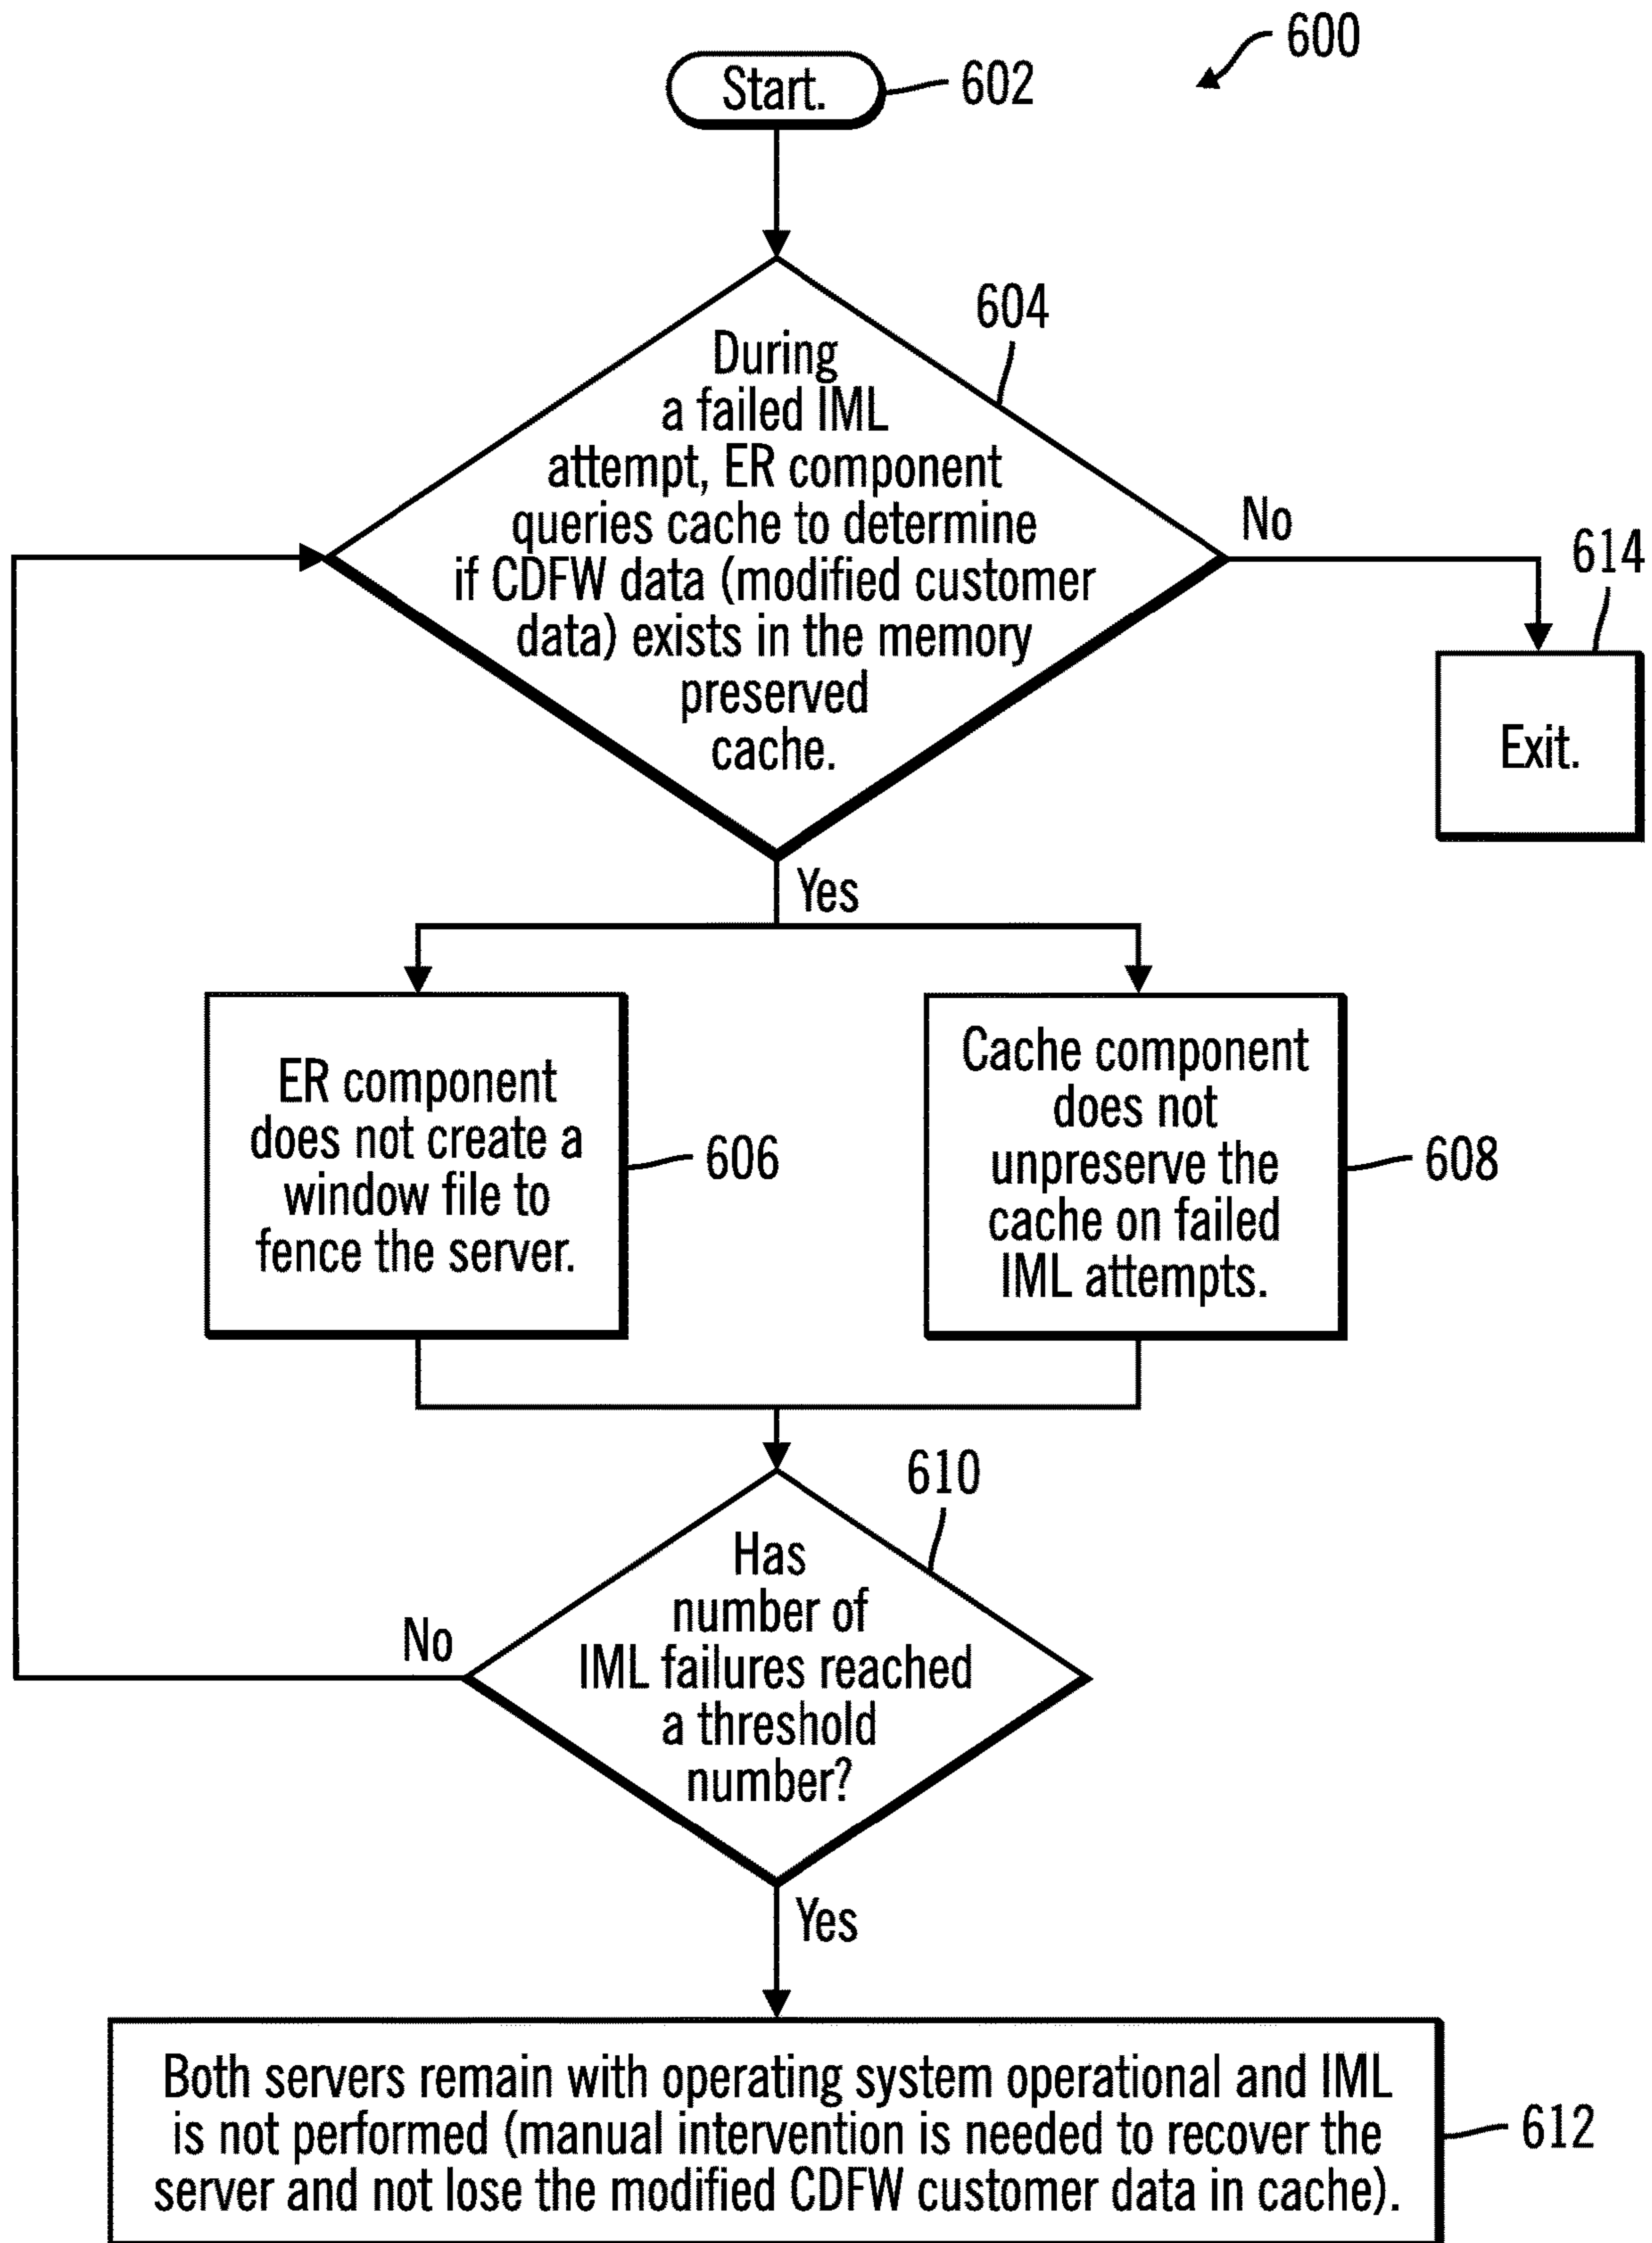 600
Start.
602
604
During
a failed IML
attempt, ER component
queries cache to determine
if CDFW data (modified customer
data) exists in the memory
preserved
cache.
No
614
Exit.
Yes
ER component
does not create a
window file to
fence the server.
606
Cache component
does not
unpreserve the
cache on failed
IML attempts.
608
610
Has
number of
IML failures reached
a threshold
number?
No
Yes
Both servers remain with operating system operational and IML
is not performed (manual intervention is needed to recover the
server and not lose the modified CDFW customer data in cache).
612